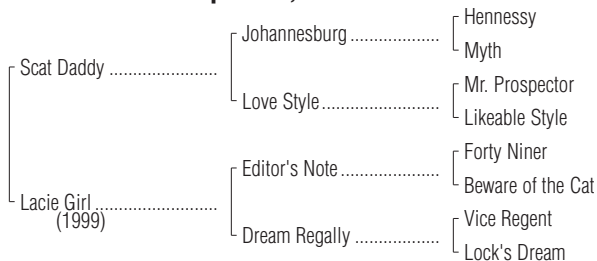 Hennessy
Johannesburg ...................
Myth
Scat Daddy .......................
Mr. Prospector
Love Style.........................
Likeable Style
Forty Niner
Editor's Note.....................
Beware of the Cat
Lacie Girl..........................
(1999)
Vice Regent
Dream Regally .................
Lock's Dream